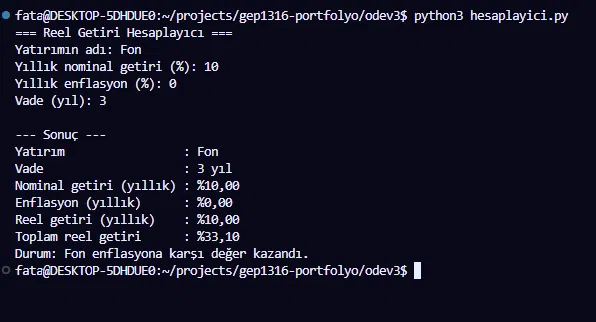 fata@DESKTOP-5DHDUE0:~/projects/gep1316-portfolyo/odev3$ python3 hesaplayici.py
=== Reel Getiri Hesaplayıcı ===
Yatırımın adı: Fon
Yıllık nominal getiri (%): 10
Yıllık enflasyon (%): 0
Vade (yıl): 3

--- Sonuç ---
Yatırım                  : Fon
Vade                     : 3 yıl
Nominal getiri (yıllık) : %10,00
Enflasyon (yıllık)      : %0,00
Reel getiri (yıllık)    : %10,00
Toplam reel getiri      : %33,10
Durum: Fon enflasyona karşı değer kazandı.
fata@DESKTOP-5DHDUE0:~/projects/gep1316-portfolyo/odev3$